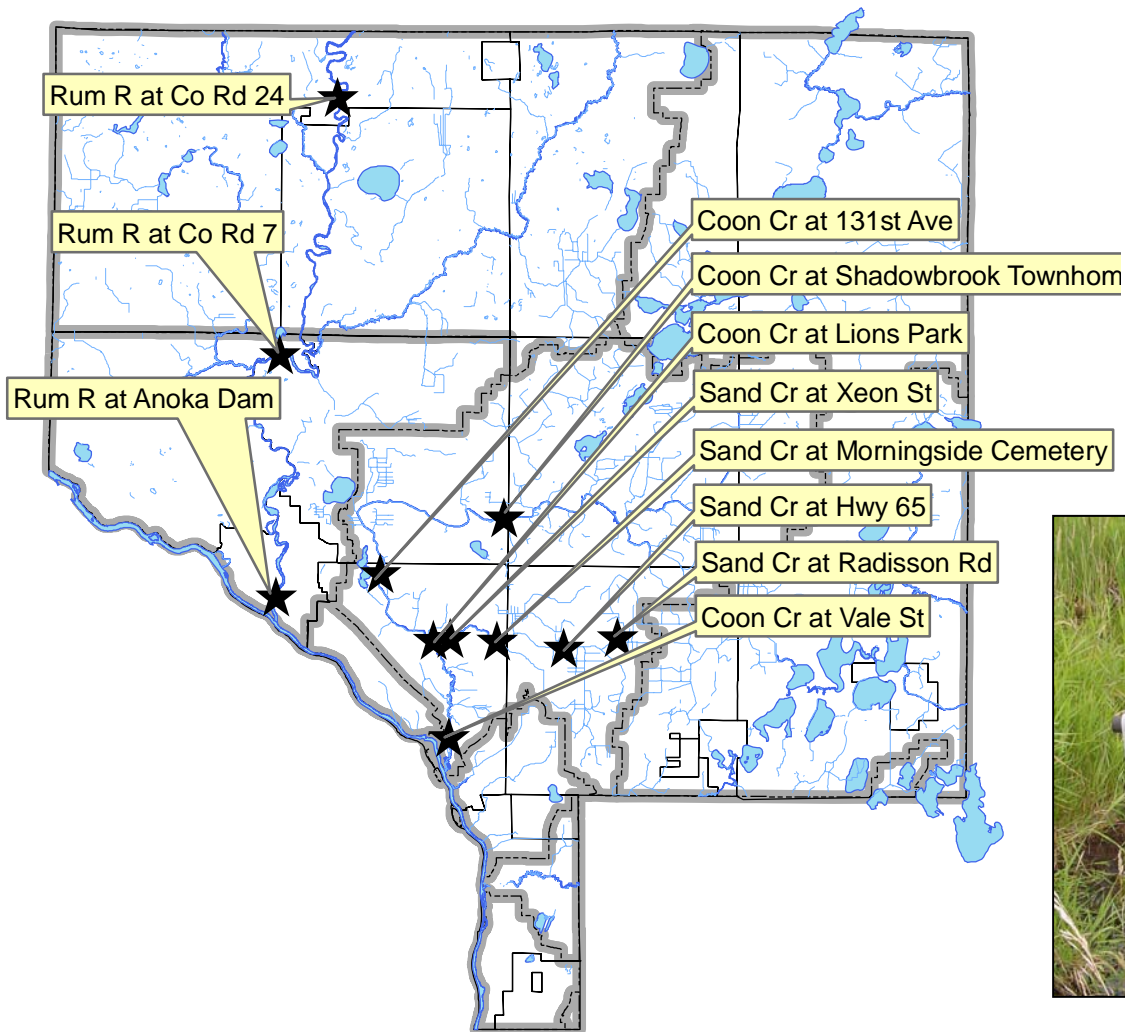 Rum R at Co Rd 24
Rum R at Co Rd 7
Rum R at Anoka Dam
Coon Cr at 131st Ave
Coon Cr at Shadowbrook Townhom
Coon Cr at Lions Park
Sand Cr at Xeon St
Sand Cr at Morningside Cemetery
Sand Cr at Hwy 65
Sand Cr at Radisson Rd
Coon Cr at Vale St